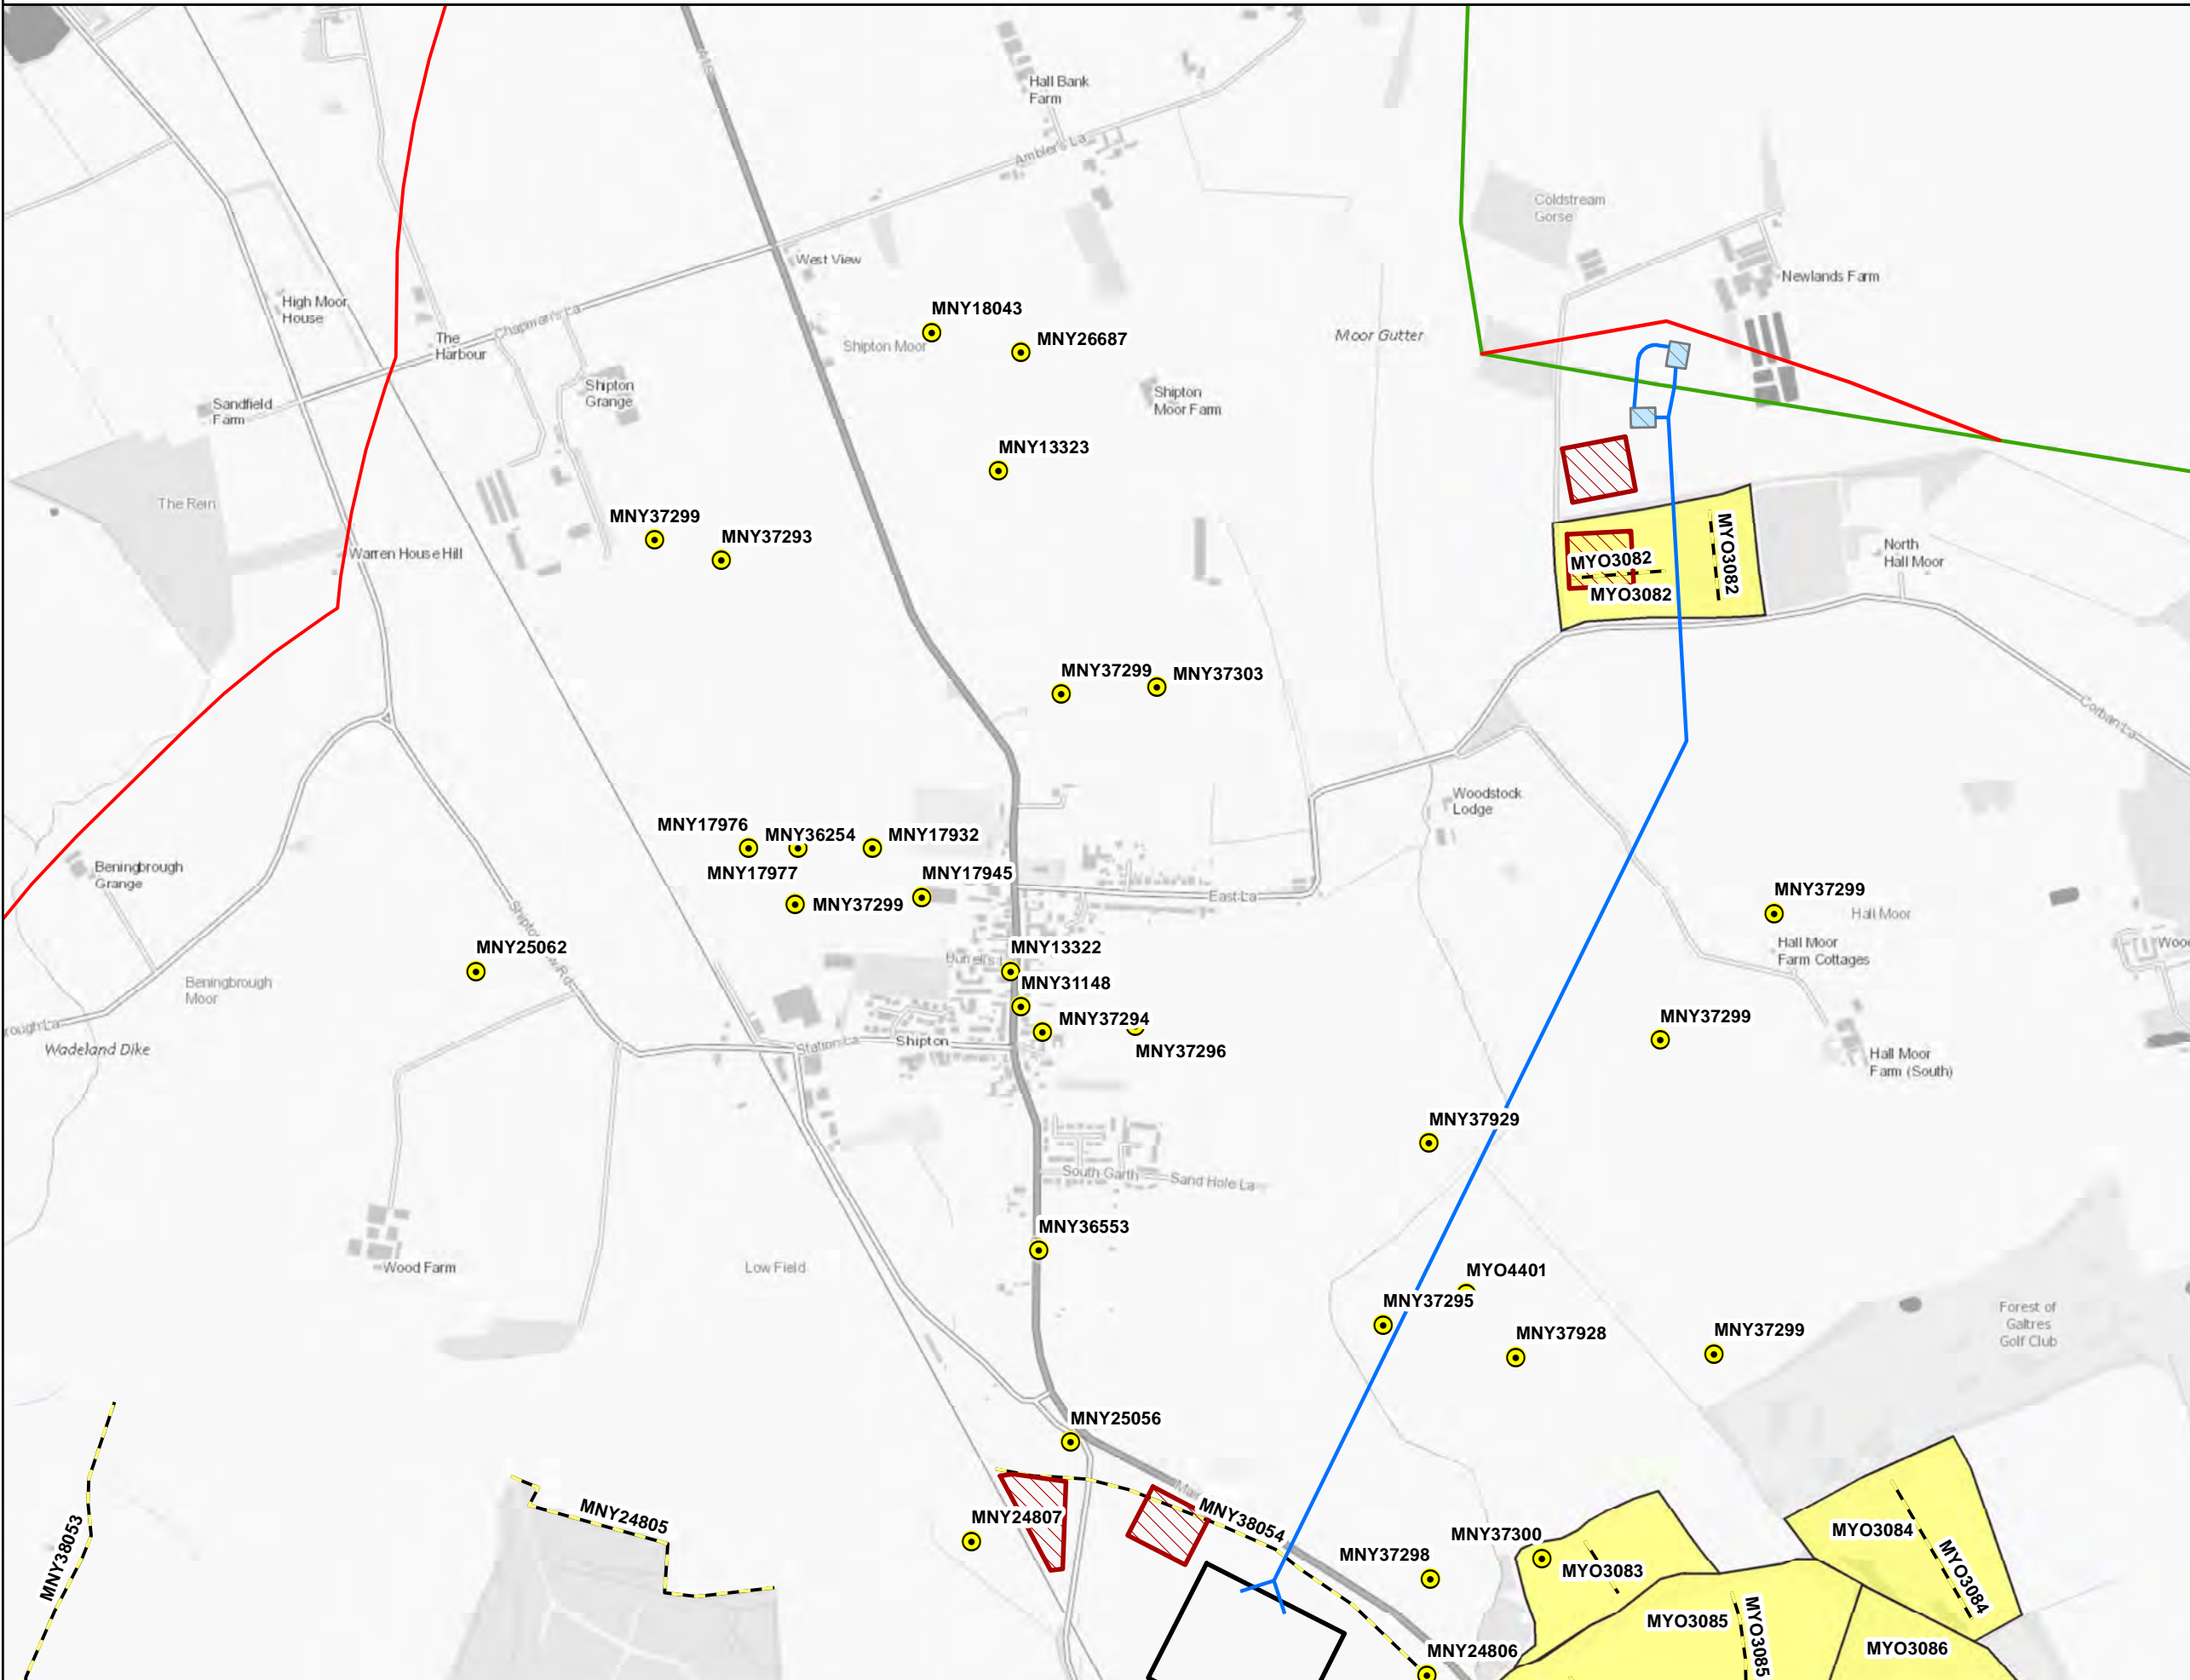 Hall Bank
Farm
Ambler's La
Coldstream
Gorse
West View
Newlands Farm
High Moor
House
MNY18043
Chapman's La
The
Harbour
Shipton Moor
MNY26687
Moor Gutter
Shipton
Grange
Shipton
Moor Farm
Sandfield
Farm
MNY13323
The Rein
MNY37299
MNY37293
Warren House Hill
MYO3082
MYO3082
MYO3082
North
Hall Moor
MNY37299
MNY37303
Corban La
Woodstock
Lodge
MNY17976
MNY36254
MNY17932
Beningbrough
Grange
MNY17977
MNY17945
MNY37299
East La
MNY37299
Hall Moor
MNY25062
MNY13322
Hall Moor
Farm Cottages
Beningbrough
Moor
MNY31148
MNY37294
MNY37299
rough La
Wadeland Dike
Station La
Shipton
MNY37296
Hall Moor
Farm (South)
MNY37929
South Garth
Sand Hole La
MNY36553
Wood Farm
Low Field
MYO4401
MNY37295
MNY37928
MNY37299
Forest of
Galtres
Golf Club
MNY25056
MNY38053
MNY24805
MNY24807
MNY38054
MNY37300
MNY37298
MYO3083
MYO3084
MYO3084
MYO3085
MYO3085
MYO3086
MNY24806